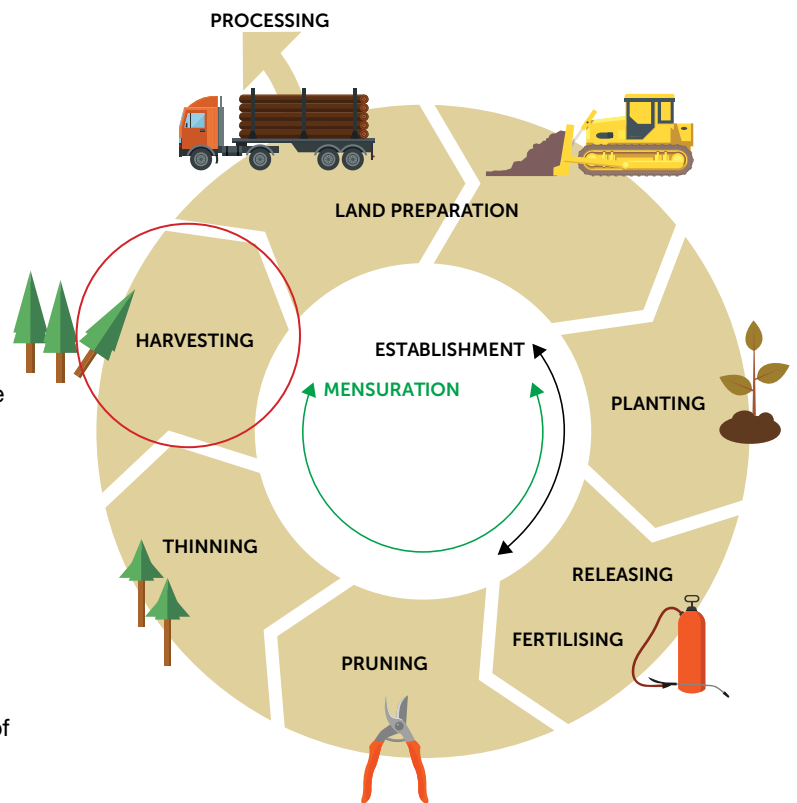 PROCESSING
LAND PREPARATION
HARVESTING
ESTABLISHMENT
MENSURATION
PLANTING
THINNING
RELEASING
FERTILISING
PRUNING